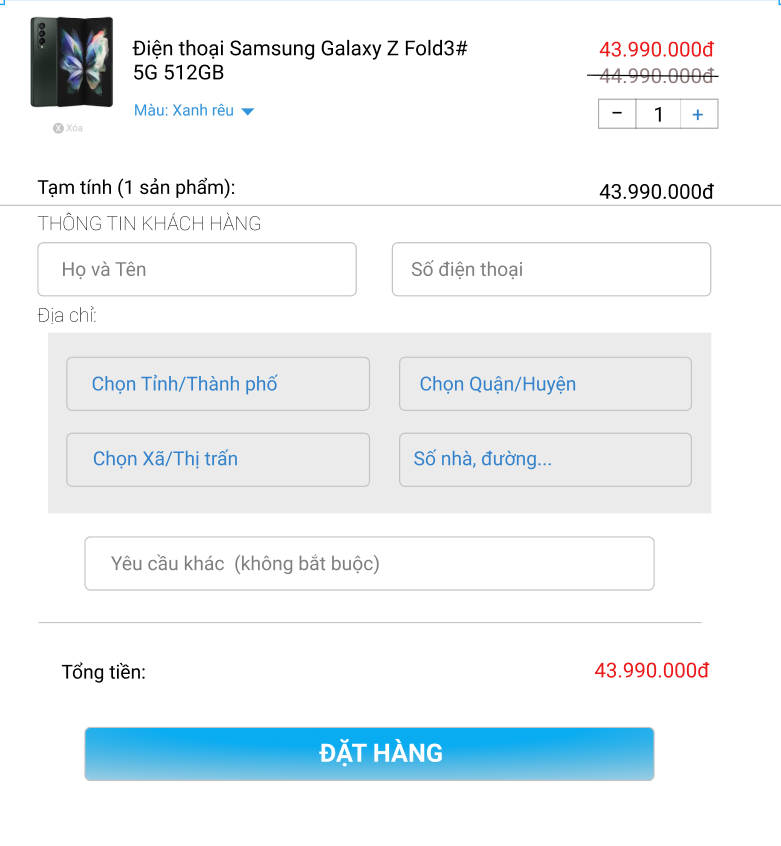 Điện thoại Samsung Galaxy Z Fold3#
5G 512GB
43.990.000đ
44.990.000đ
Màu: Xanh rêu
− 1 +
X Xóa
Tạm tính (1 sản phẩm):
43.990.000đ
THÔNG TIN KHÁCH HÀNG
Họ và Tên
Số điện thoại
Địa chỉ:
Chọn Tỉnh/Thành phố
Chọn Quận/Huyện
Chọn Xã/Thị trấn
Số nhà, đường...
Yêu cầu khác (không bắt buộc)
Tổng tiền:
43.990.000đ
ĐẶT HÀNG